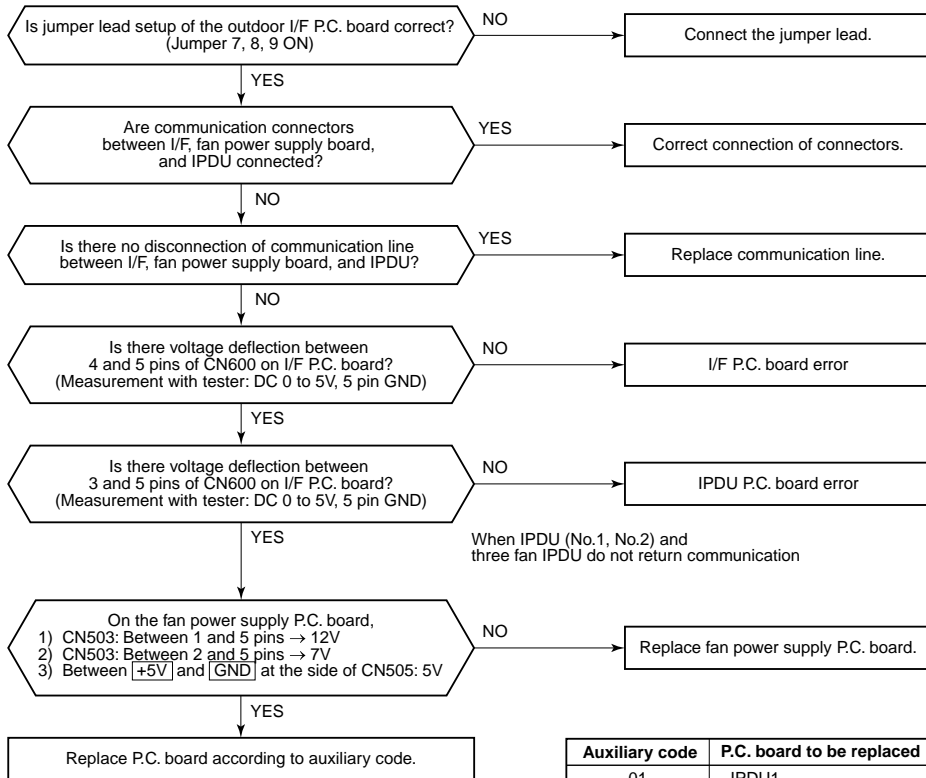 Is jumper lead setup of the outdoor I/F P.C. board correct?
(Jumper 7, 8, 9 ON)
NO
Connect the jumper lead.
YES
Are communication connectors
between I/F, fan power supply board,
and IPDU connected?
YES
Correct connection of connectors.
NO
Is there no disconnection of communication line
between I/F, fan power supply board, and IPDU?
YES
Replace communication line.
NO
Is there voltage deflection between
4 and 5 pins of CN600 on I/F P.C. board?
(Measurement with tester: DC 0 to 5V, 5 pin GND)
NO
I/F P.C. board error
YES
Is there voltage deflection between
3 and 5 pins of CN600 on I/F P.C. board?
(Measurement with tester: DC 0 to 5V, 5 pin GND)
NO
IPDU P.C. board error
YES
When IPDU (No.1, No.2) and
three fan IPDU do not return communication
On the fan power supply P.C. board,
1) CN503: Between 1 and 5 pins → 12V
2) CN503: Between 2 and 5 pins → 7V
3) Between +5V and GND at the side of CN505: 5V
NO
Replace fan power supply P.C. board.
YES
Replace P.C. board according to auxiliary code.
Auxiliary code P.C. board to be replaced
01 IPDU1